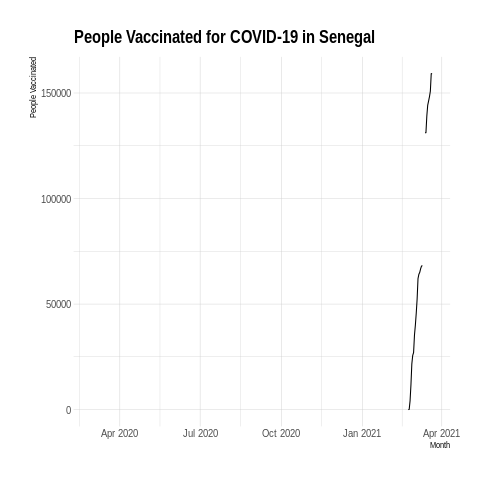 People Vaccinated for COVID-19 in Senegal
People Vaccinated
150000
100000
50000
0
Apr 2020 Jul 2020 Oct 2020 Jan 2021 Apr 2021
Month